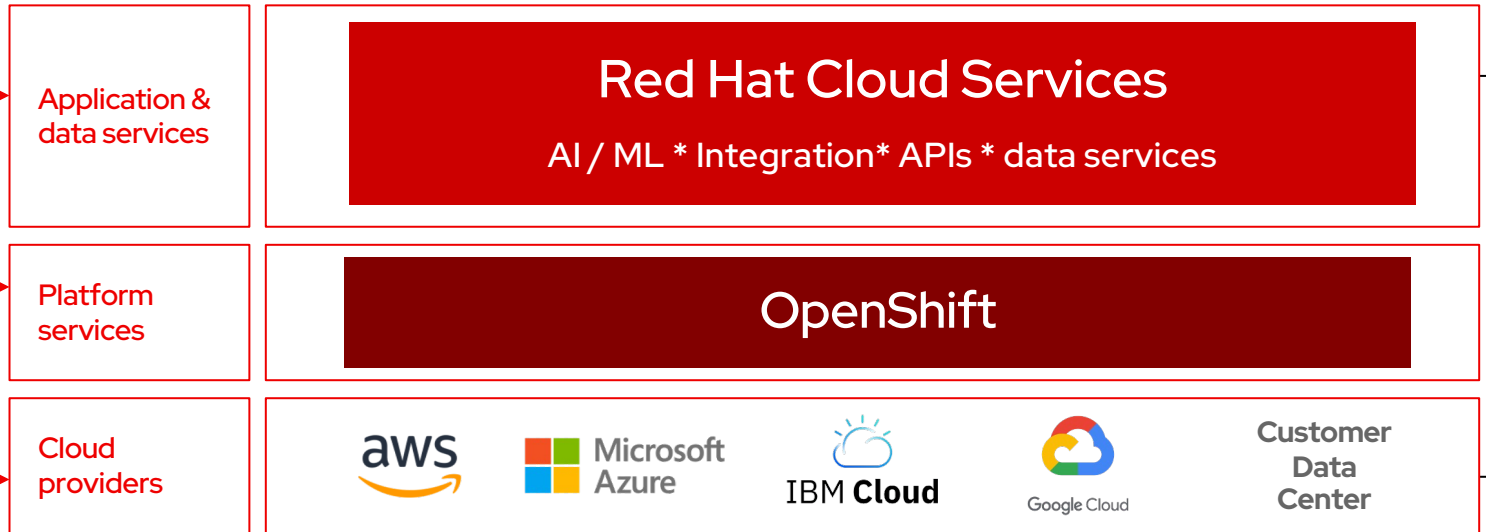 Application &
data services
Red Hat Cloud Services
AI / ML * Integration* APIs * data services
Platform
services
OpenShift
Cloud
providers
aws
Microsoft
Azure
IBM Cloud
Google Cloud
Customer
Data
Center